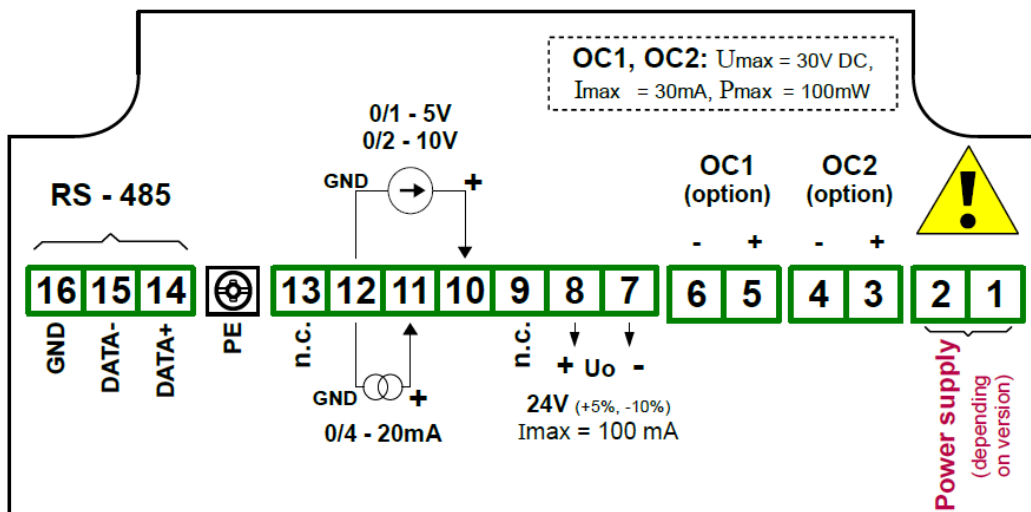 OC1, OC2: Umax = 30V DC,
Imax = 30mA, Pmax = 100mW
0/1 - 5V
0/2 - 10V
GND
+
RS - 485
OC1
(option)
- +
OC2
(option)
- +
!
16 15 14
PE
13 12 11 10 9 8 7
6 5
4 3
2 1
GND
DATA-
DATA+
n.c.
GND
+
0/4 - 20mA
n.c.
+ Uo -
24V (+5%, -10%)
Imax = 100 mA
Power supply
(depending
on version)